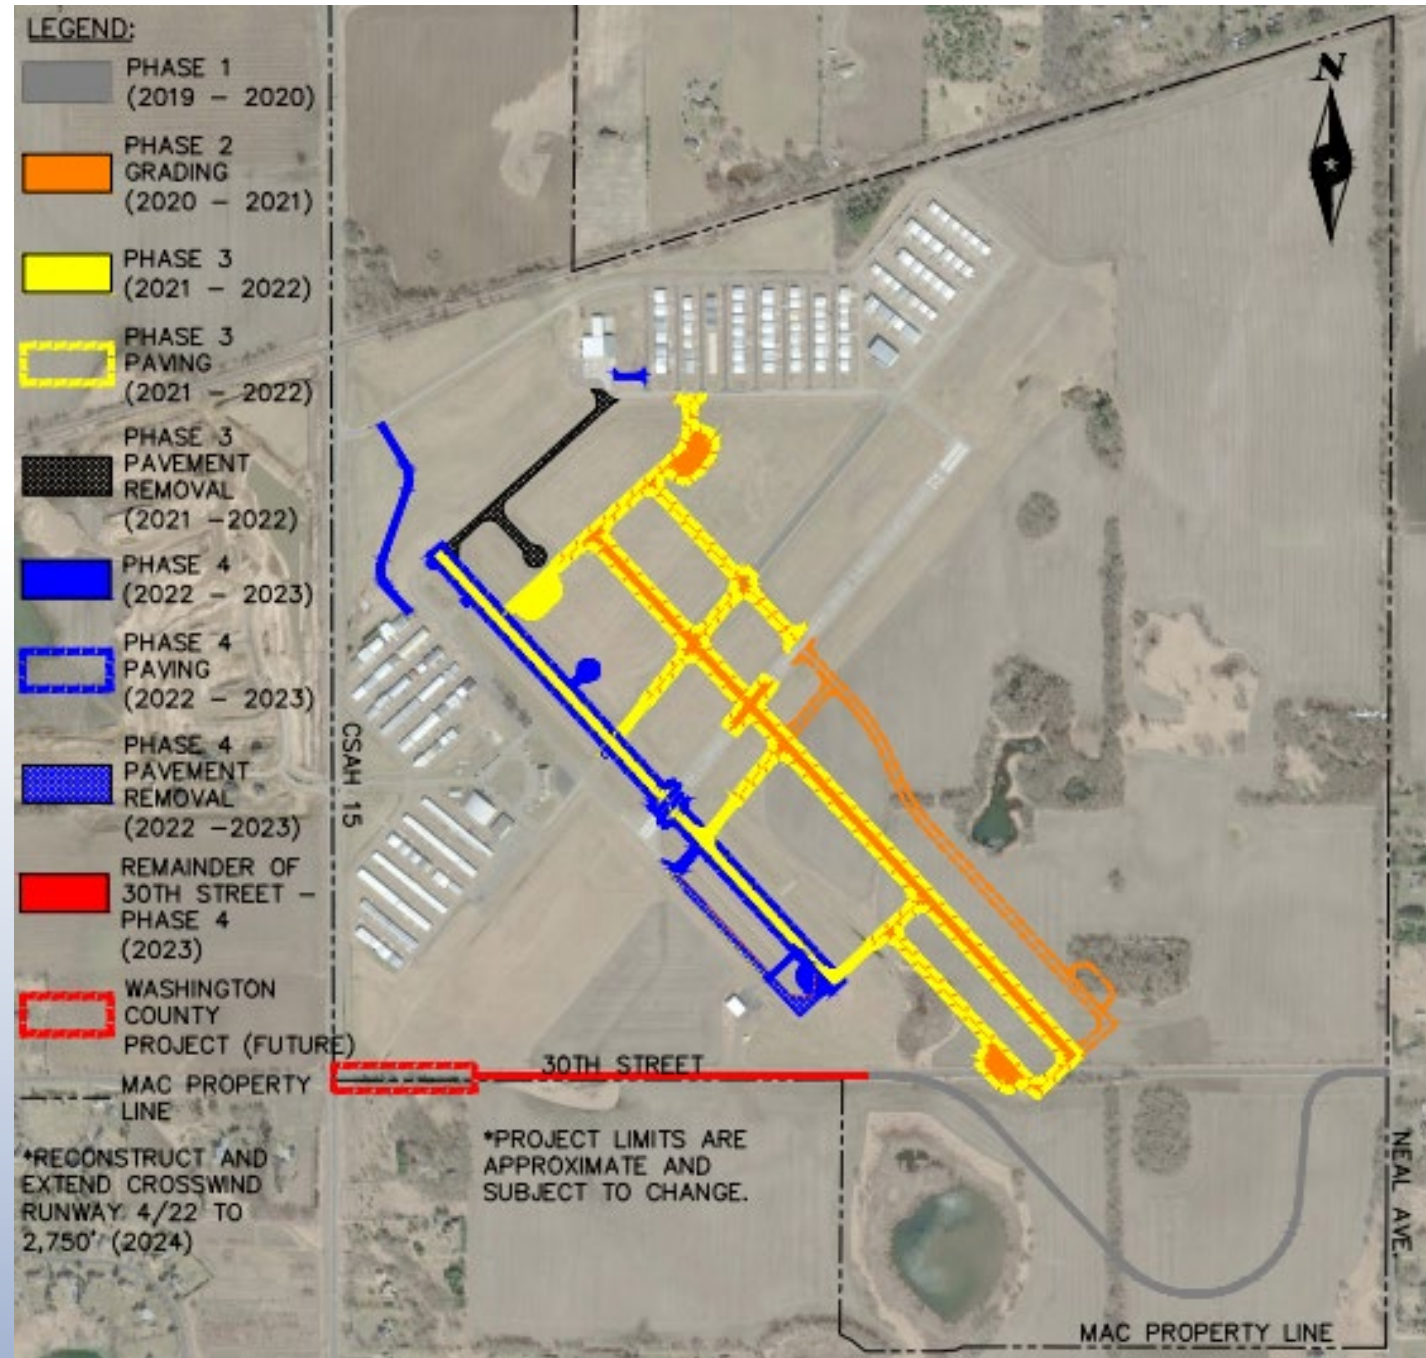 LEGEND:
PHASE 1
(2019 - 2020)
PHASE 2
GRADING
(2020 - 2021)
PHASE 3
(2021 - 2022)
PHASE 3
PAVING
(2021 - 2022)
PHASE 3
PAVEMENT
REMOVAL
(2021 -2022)
PHASE 4
(2022 - 2023)
PHASE 4
PAVING
(2022 - 2023)
PHASE 4
PAVEMENT
REMOVAL
(2022 -2023)
REMAINDER OF
30TH STREET -
PHASE 4
(2023)
WASHINGTON
COUNTY
PROJECT (FUTURE)
MAC PROPERTY
LINE
*RECONSTRUCT AND
EXTEND CROSSWIND
RUNWAY 4/22 TO
2,750' (2024)
N
CSAH 15
30TH STREET
*PROJECT LIMITS ARE
APPROXIMATE AND
SUBJECT TO CHANGE.
NEAL AVE.
MAC PROPERTY LINE